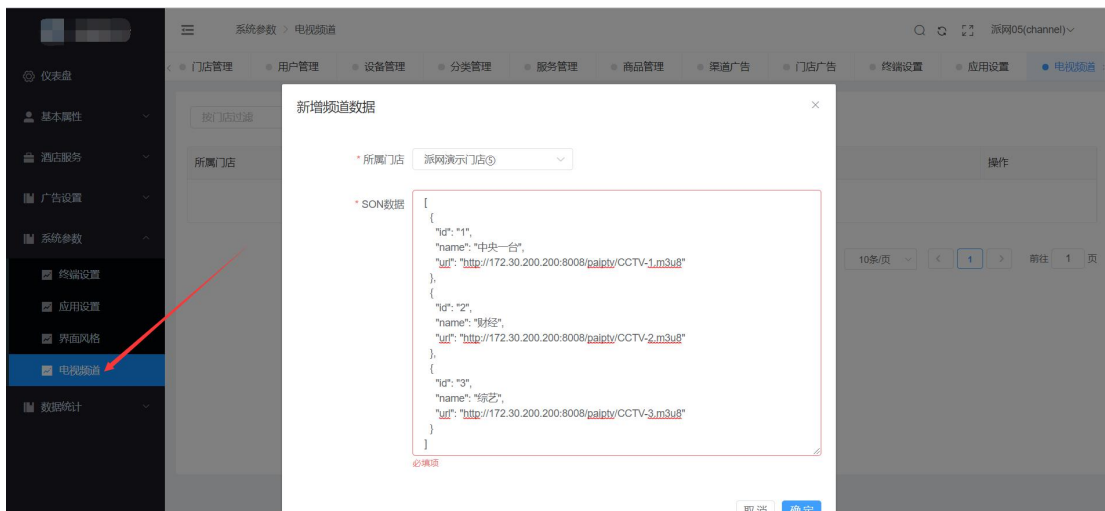 系统参数 > 电视频道
派网05(channel)
仪表盘
门店管理
用户管理
设备管理
分类管理
服务管理
商品管理
渠道广告
门店广告
终端设置
应用设置
电视频道
基本属性
酒店服务
广告设置
系统参数
终端设置
应用设置
界面风格
电视频道
数据统计
按门店过滤
所属门店
操作
10条/页
1
前往 1 页
新增频道数据
* 所属门店 派网演示门店⑤
* SON数据
[
{
"id": "1",
"name": "中央一台",
"url": "http://172.30.200.200:8008/paiptv/CCTV-1.m3u8"
},
{
"id": "2",
"name": "财经",
"url": "http://172.30.200.200:8008/paiptv/CCTV-2.m3u8"
},
{
"id": "3",
"name": "综艺",
"url": "http://172.30.200.200:8008/paiptv/CCTV-3.m3u8"
}
]
必填项
取消 确定